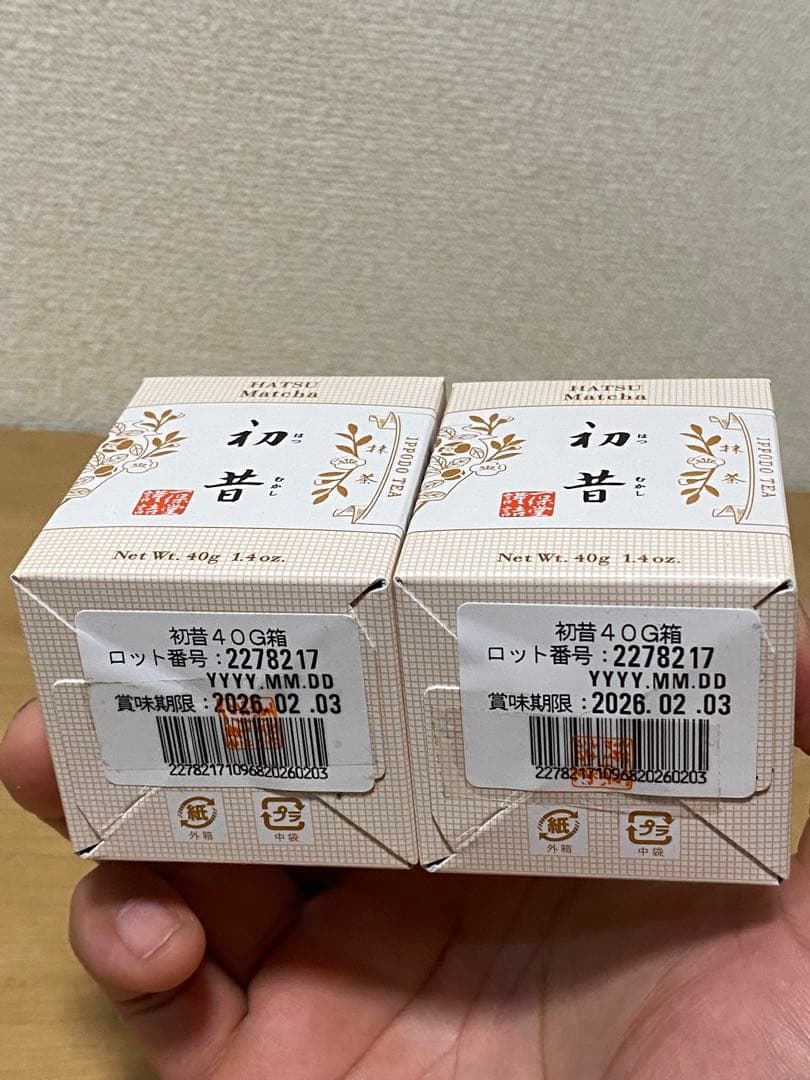 HATSU
Matcha
初昔
はつ
むかし
抹茶
IPPODO TEA
Net Wt. 40g 1.4 oz.
初昔40G箱
ロット番号：2278217
YYYY.MM.DD
賞味期限：2026.02.03
2278217109682026​0203
紙
外箱
プラ
中袋
HATSU
Matcha
初昔
はつ
むかし
抹茶
IPPODO TEA
Net Wt. 40g 1.4 oz.
初昔40G箱
ロット番号：2278217
YYYY.MM.DD
賞味期限：2026.02.03
22782171096820260203
紙
外箱
プラ
中袋